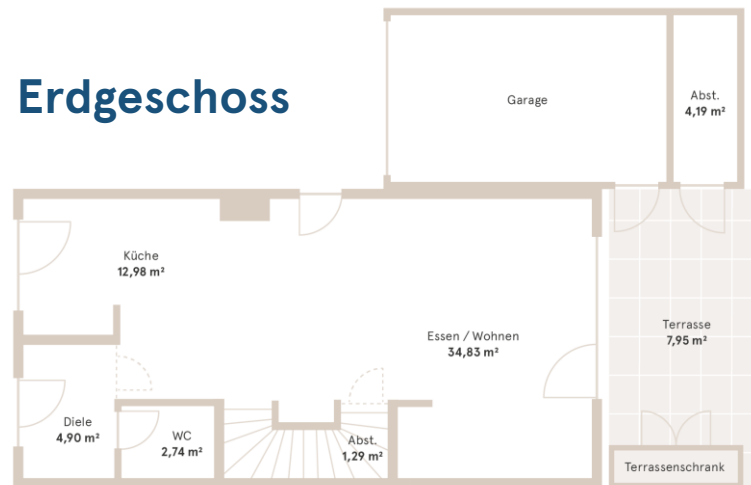 Erdgeschoss
Garage
Abst.
4,19 m²
Küche
12,98 m²
Essen / Wohnen
34,83 m²
Terrasse
7,95 m²
Diele
4,90 m²
WC
2,74 m²
Abst.
1,29 m²
Terrassenschrank